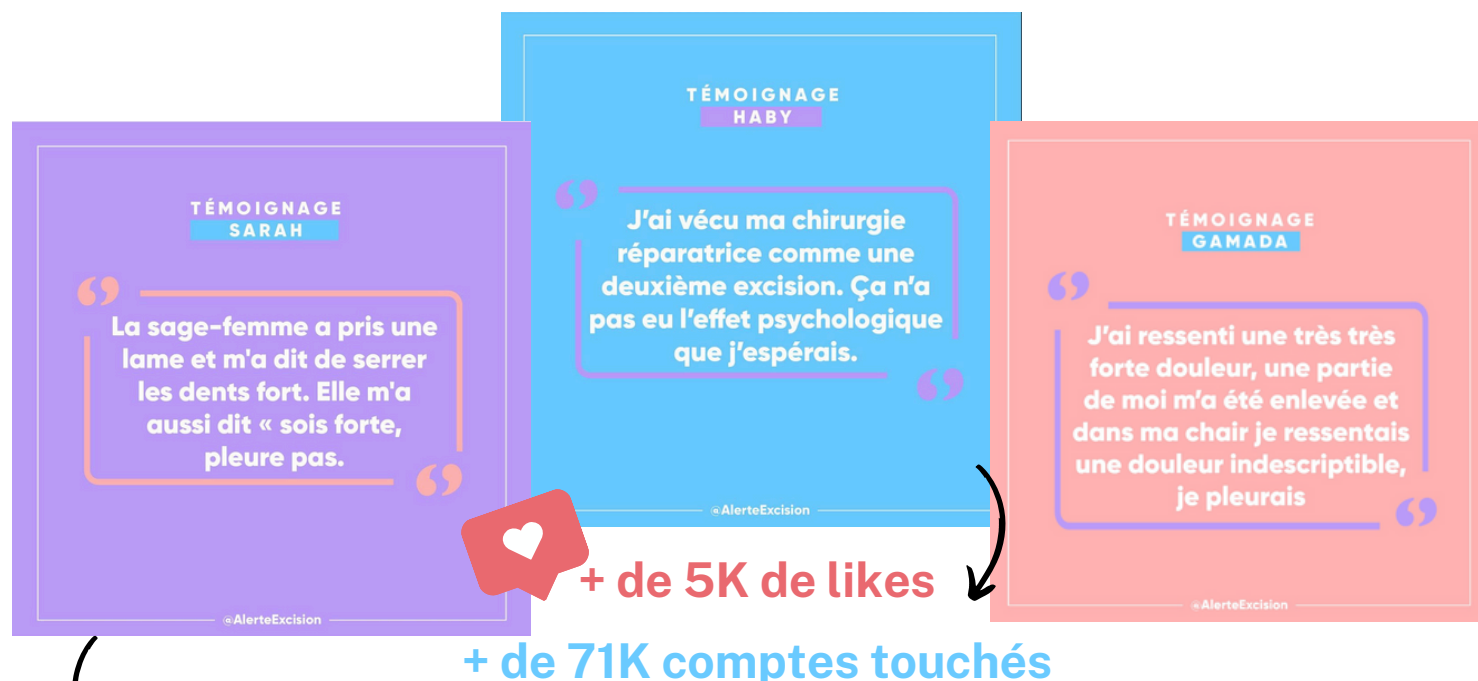 TÉMOIGNAGE
SARAH
La sage-femme a pris une
lame et m'a dit de serrer
les dents fort. Elle m'a
aussi dit « sois forte,
pleure pas.
@AlerteExcision
TÉMOIGNAGE
HABY
J'ai vécu ma chirurgie
réparatrice comme une
deuxième excision. Ça n'a
pas eu l'effet psychologique
que j'espérais.
@AlerteExcision
TÉMOIGNAGE
GAMADA
J'ai ressenti une très très
forte douleur, une partie
de moi m'a été enlevée et
dans ma chair je ressentais
une douleur indescriptible,
je pleurais
@AlerteExcision
+ de 5K de likes
+ de 71K comptes touchés